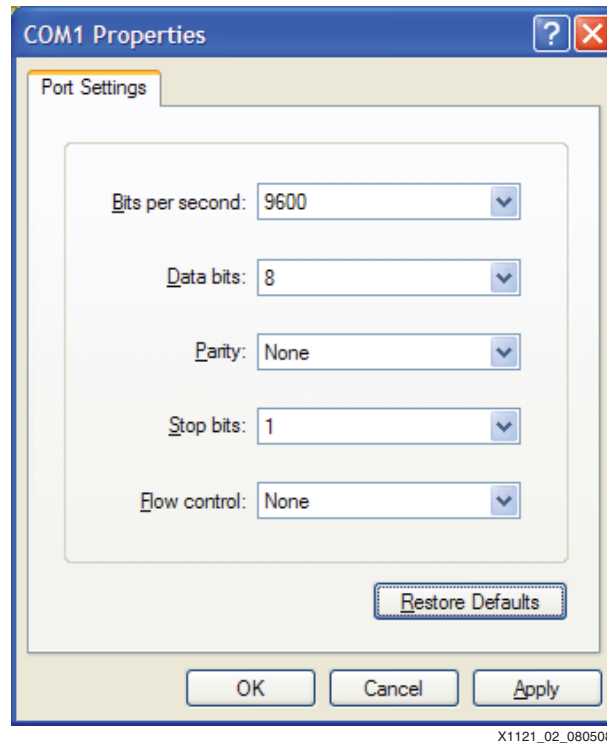 COM1 Properties
Port Settings
Bits per second: 9600
Data bits: 8
Parity: None
Stop bits: 1
Flow control: None
Restore Defaults
OK Cancel Apply
X1121_02_080508